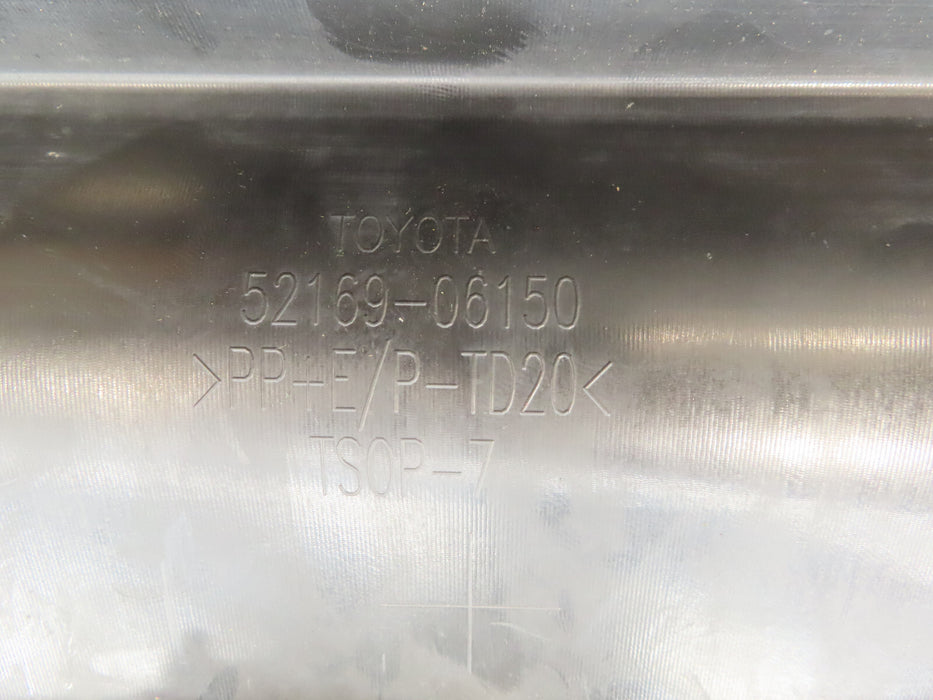 TOYOTA
52169-06150
>PP+E/P-TD20<
TSOP-7